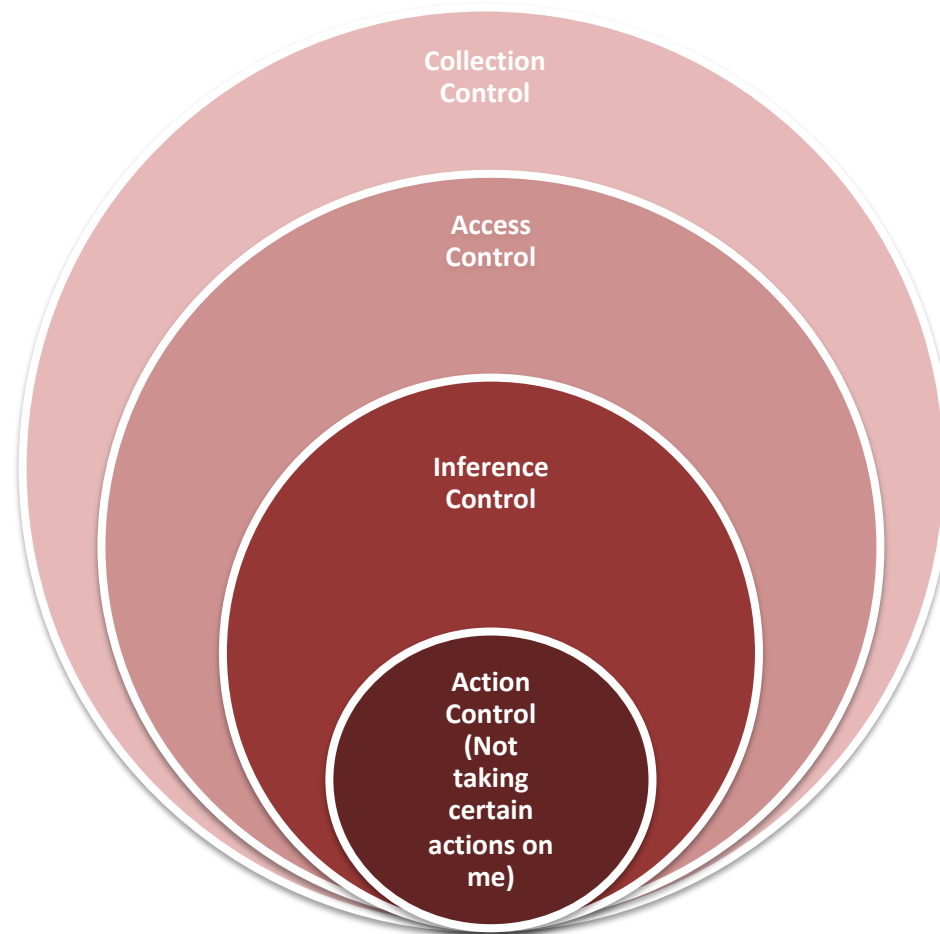 Collection
Control
Access
Control
Inference
Control
Action
Control
(Not
taking
certain
actions on
me)